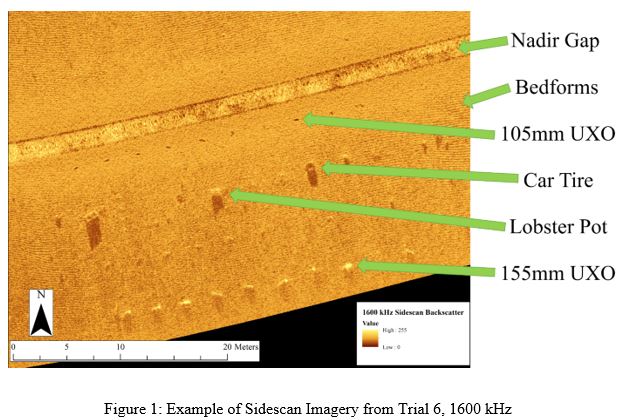 Nadir Gap
Bedforms
105mm UXO
Car Tire
Lobster Pot
155mm UXO
N
0 5 10 20 Meters
1600 kHz Sidescan Backscatter
Value
High : 255
Low : 0
Figure 1: Example of Sidescan Imagery from Trial 6, 1600 kHz